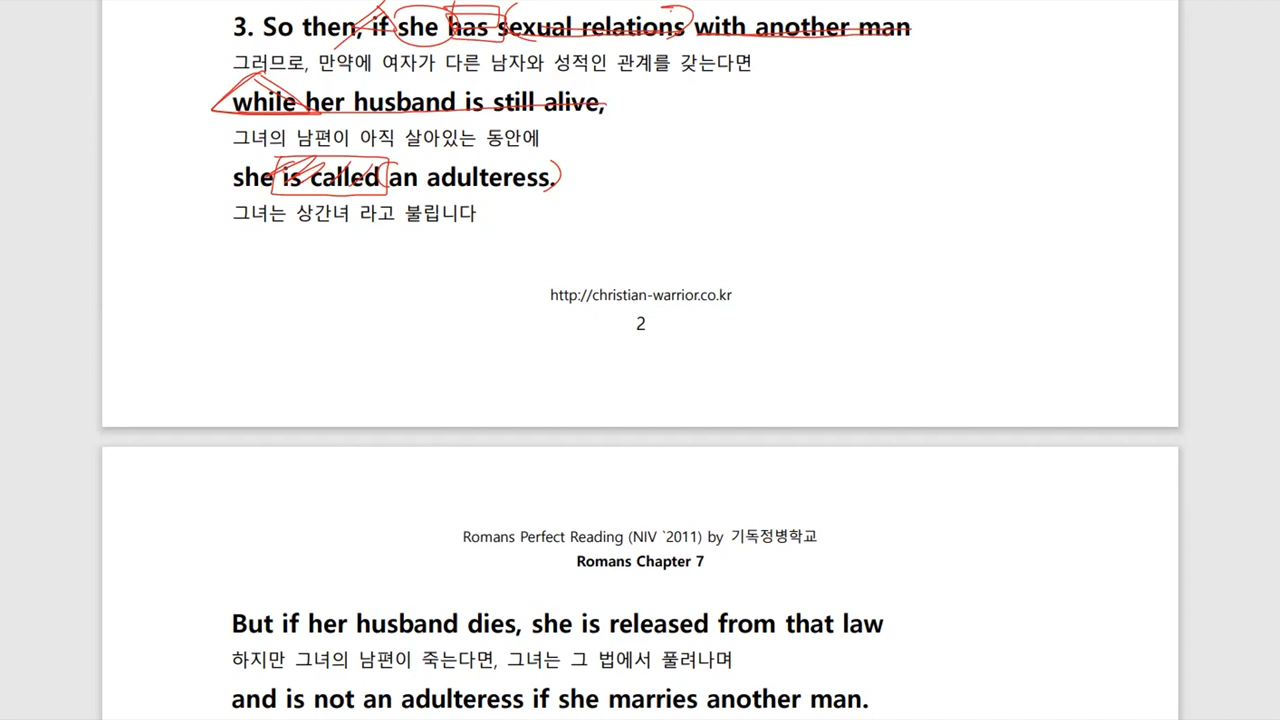 3. So then, if she has sexual relations with another man
그러므로, 만약에 여자가 다른 남자와 성적인 관계를 갖는다면
while her husband is still alive,
그녀의 남편이 아직 살아있는 동안에
she is called an adulteress.
그녀는 상간녀 라고 불립니다
http://christian-warrior.co.kr
2
Romans Perfect Reading (NIV `2011) by 기독정병학교
Romans Chapter 7
But if her husband dies, she is released from that law
하지만 그녀의 남편이 죽는다면, 그녀는 그 법에서 풀려나며
and is not an adulteress if she marries another man.